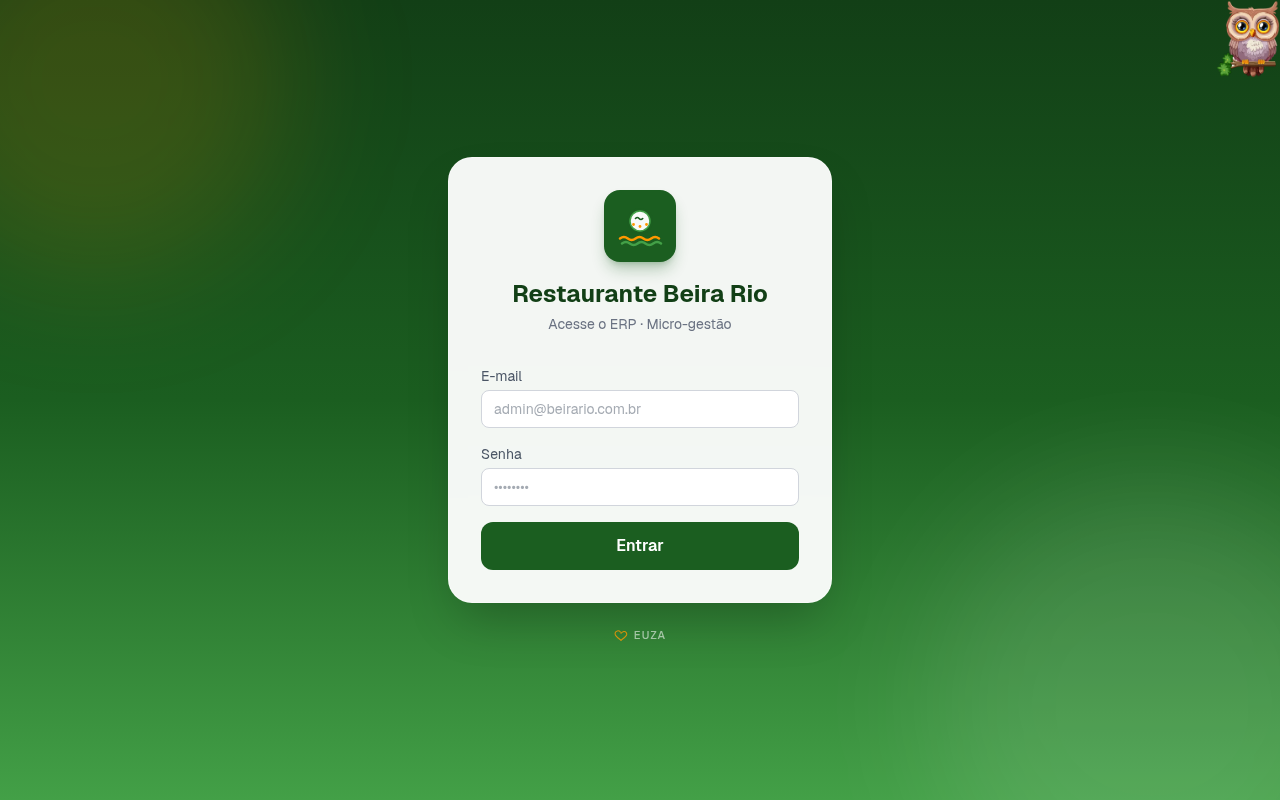 Restaurante Beira Rio
Acesse o ERP · Micro-gestão
E-mail
admin@beirario.com.br
Senha
••••••••
Entrar
EUZA